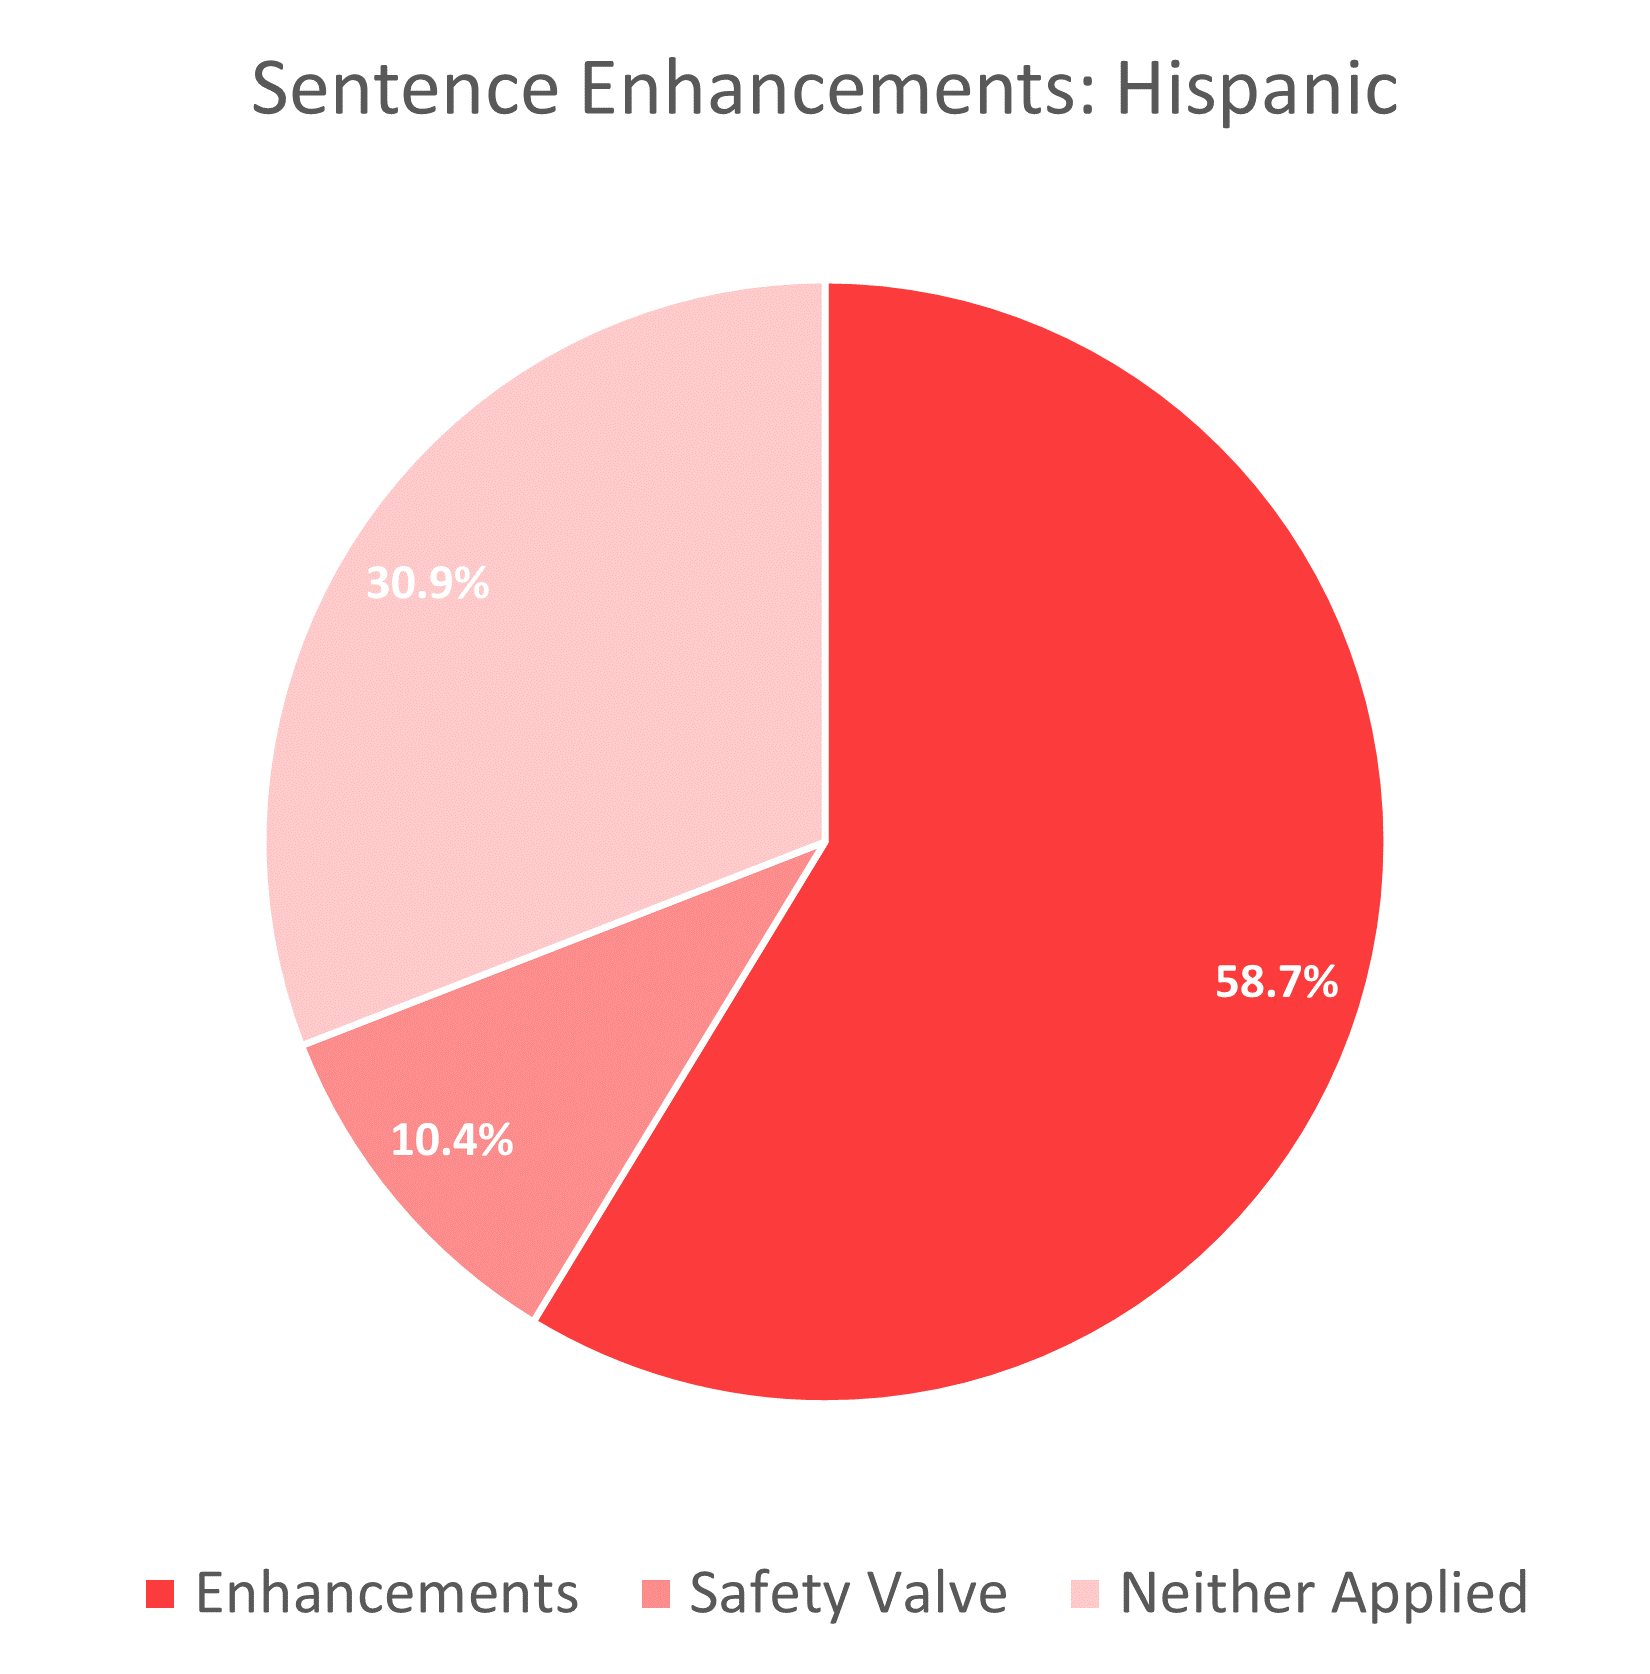 Sentence Enhancements: Hispanic
30.9%
58.7%
10.4%
Enhancements Safety Valve Neither Applied